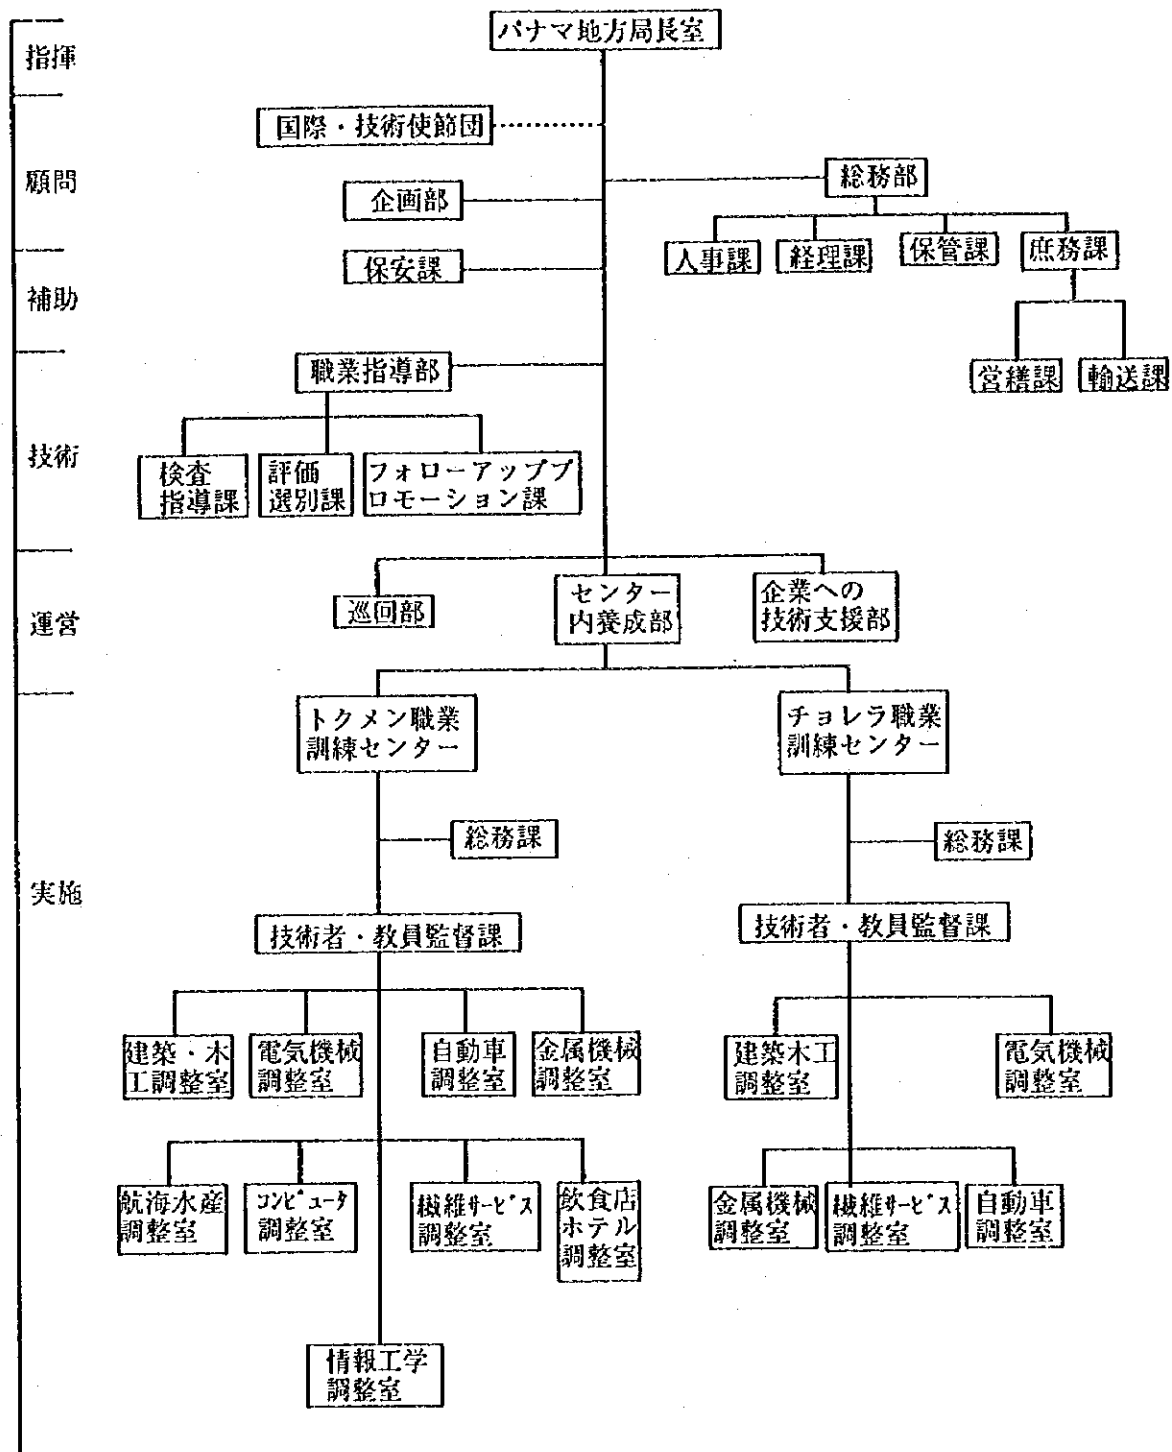 パナマ地方局長室
指揮
国際・技術使節団
顧問
総務部
企画部
人事課
経理課
保管課
庶務課
保安課
補助
職業指導部
営繕課
輸送課
技術
検査
指導課
評価
選別課
フォローアッププ
ロモーション課
運営
巡回部
センター
内養成部
企業への
技術支援部
トクメン職業
訓練センター
チョレラ職業
訓練センター
総務課
総務課
実施
技術者・教員監督課
技術者・教員監督課
建築・木
工調整室
電気機械
調整室
自動車
調整室
金属機械
調整室
建築木工
調整室
電気機械
調整室
航海水産
調整室
コンピュータ
調整室
繊維サービス
調整室
飲食店
ホテル
調整室
金属機械
調整室
繊維サービス
調整室
自動車
調整室
情報工学
調整室